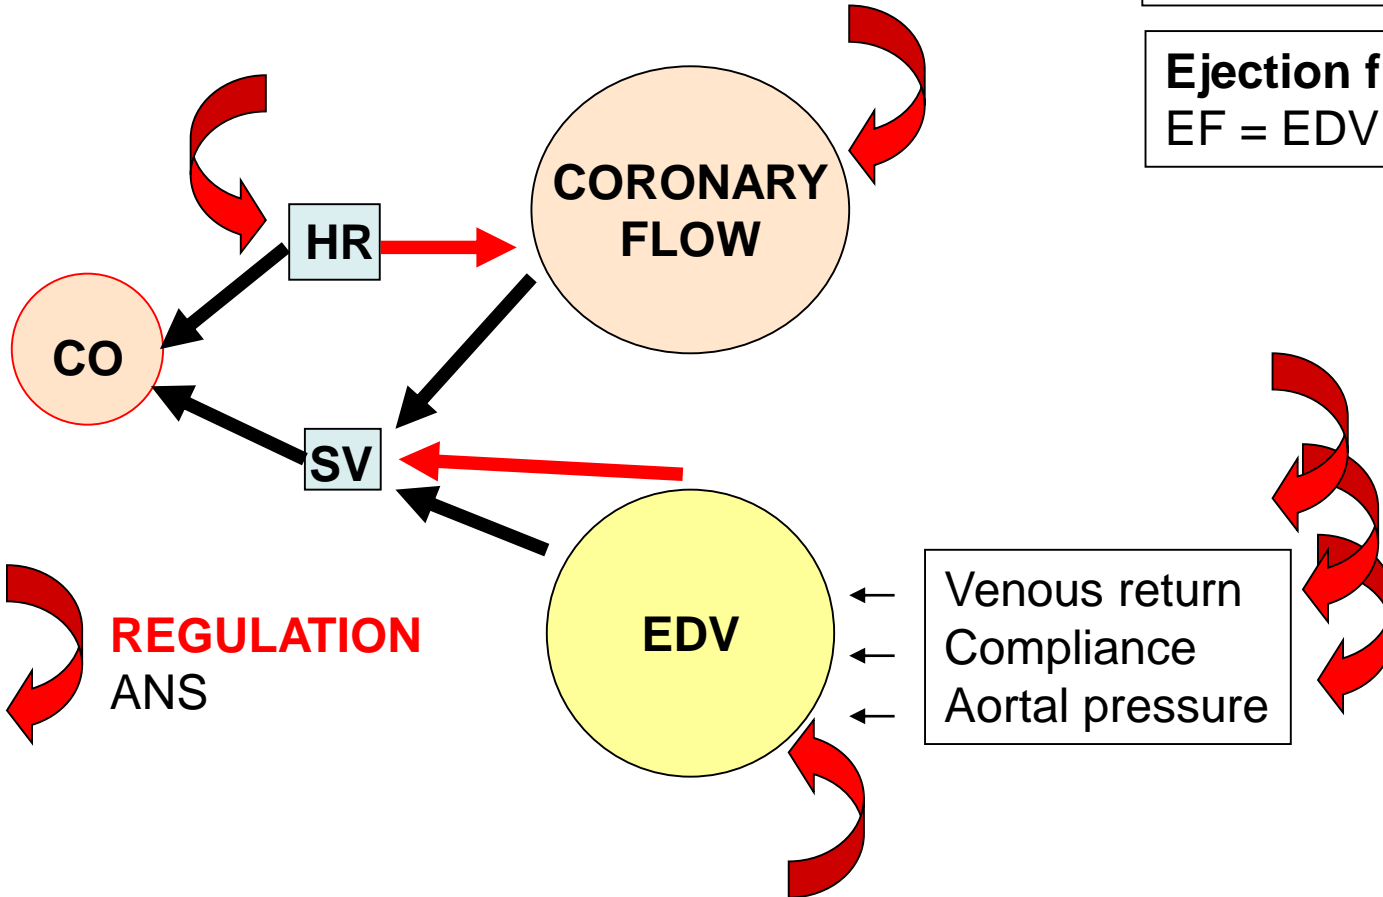 Ejection f
EF = EDV
CORONARY
FLOW
HR
CO
SV
EDV
Venous return
Compliance
Aortal pressure
REGULATION
ANS